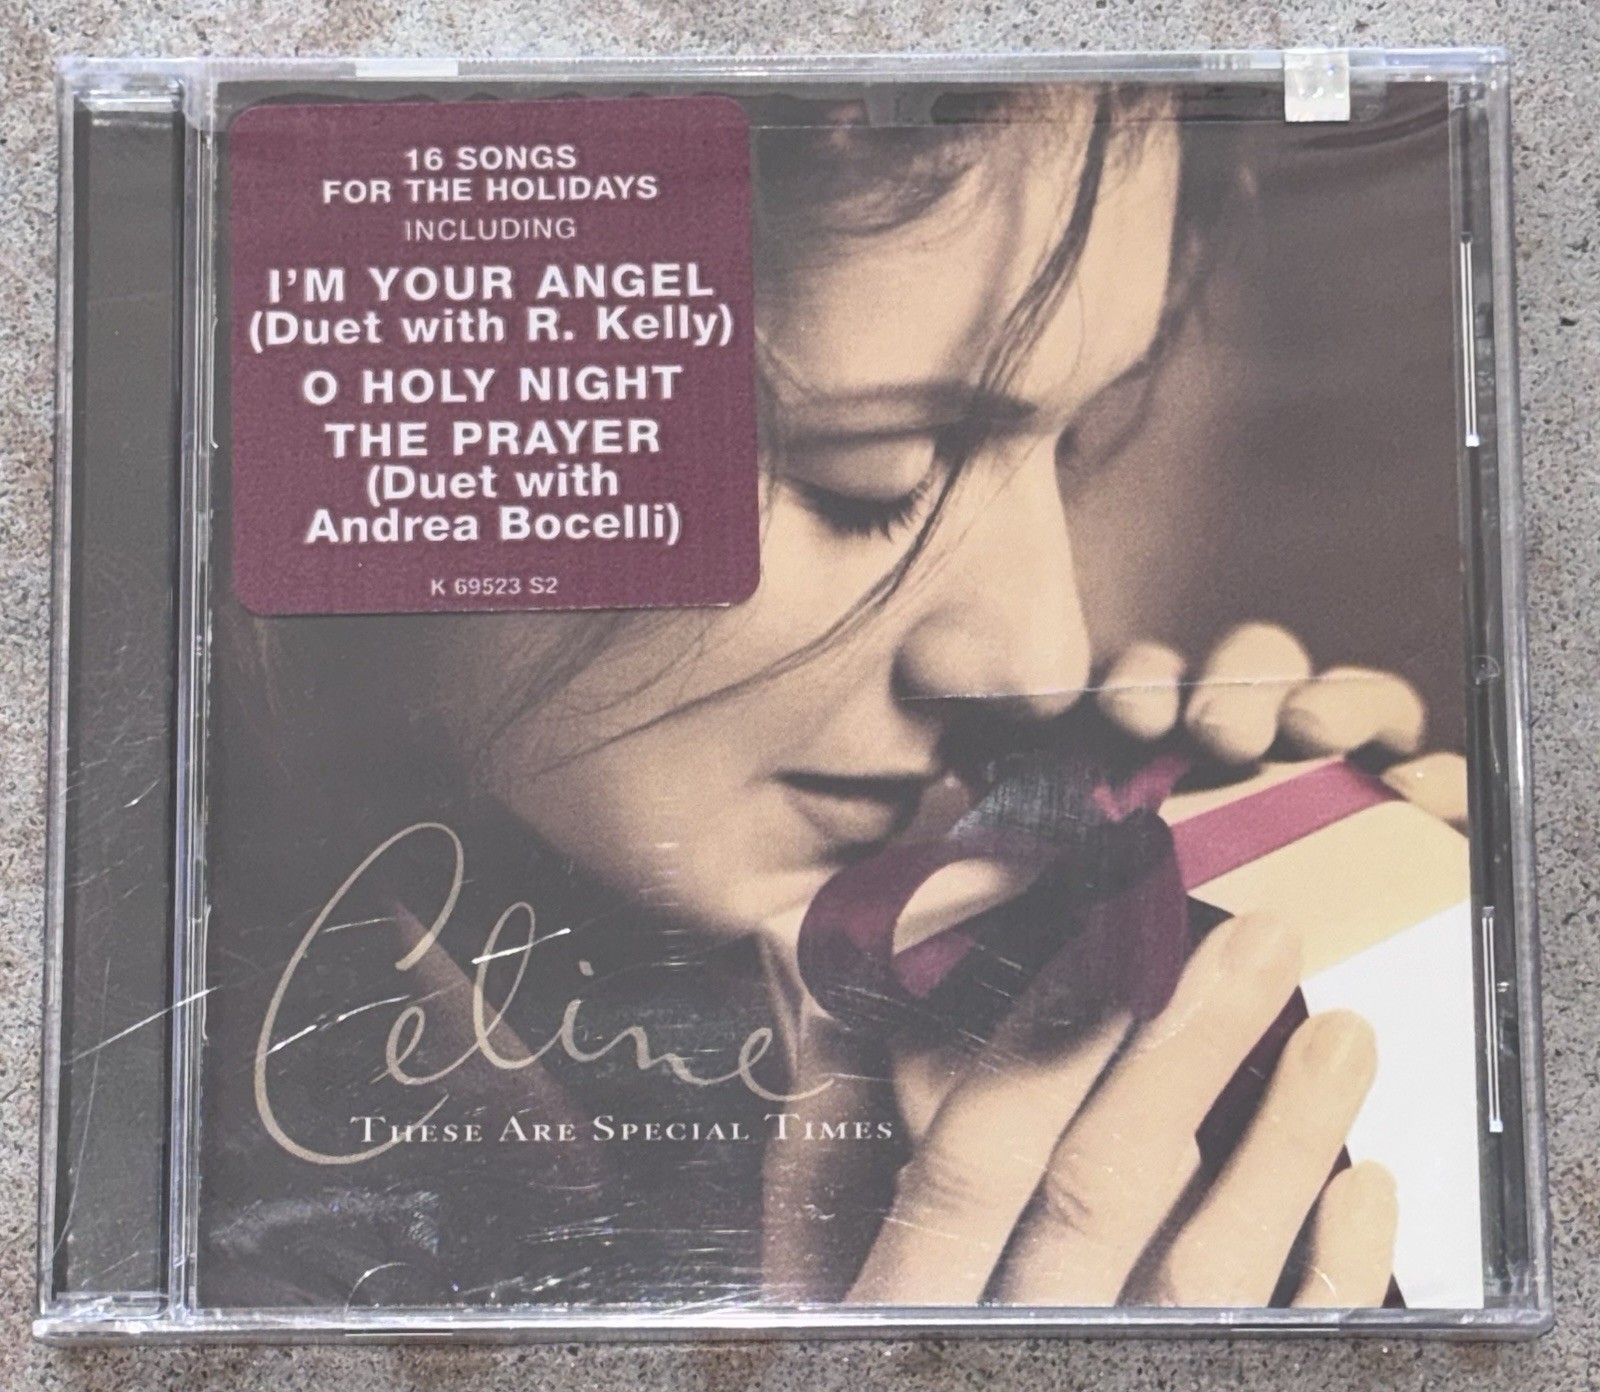 16 SONGS
FOR THE HOLIDAYS
INCLUDING
I'M YOUR ANGEL
(Duet with R. Kelly)
O HOLY NIGHT
THE PRAYER
(Duet with
Andrea Bocelli)
K 69523 S2
Celine
THESE ARE SPECIAL TIMES